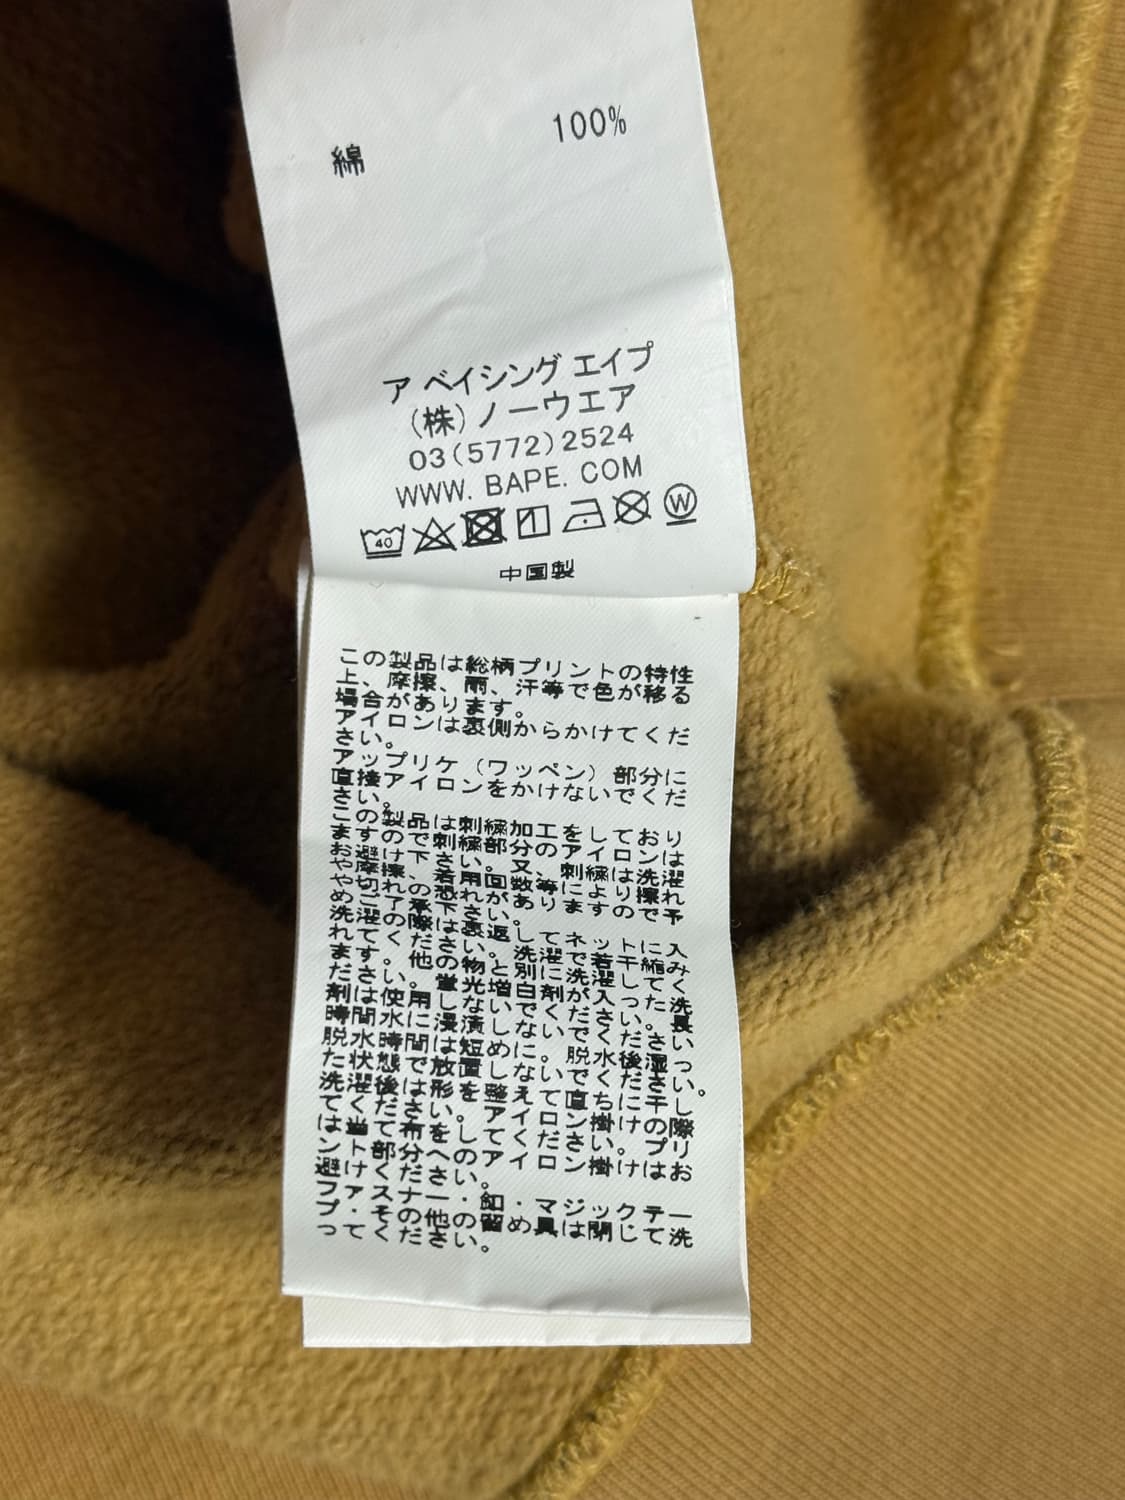 綿 100%
ア ベイシング エイプ
(株)ノーウエア
03(5772)2524
WWW. BAPE. COM
40 W
中国製
この製品は総柄プリントの特性
上、摩擦、雨、汗等で色が移る
場合があります。
アイロンは裏側からかけてくだ
さい。
アップリケ(ワッペン)部分に
直接アイロンをかけないでくだ
さい。
この製品は刺繍加工をしており
ますので刺繍部分のアイロンは
お避け下さい。又、刺繍は洗濯
や摩擦、着用回数等により擦れ
や切れの恐れがありますので予
めご了承下さい。
洗濯の際は裏返してネットに入
れてください。洗濯で若干縮み
ます。他の物と別に洗濯してく
ださい。蛍光増白剤が入った洗
剤は使用しないでください。長
時間水に浸漬しないでください
脱水時間は短めに。脱水後湿っ
た状態で放置しないでください。
洗濯後は形を整えて直ちに干し
てください。アイロン掛けの際
は当て布をしてください。プリ
ント部分へのアイロン掛けはお
避けください。
ファスナー・釦・マジックテー
プ・その他の留め具は閉じて洗
ってください。